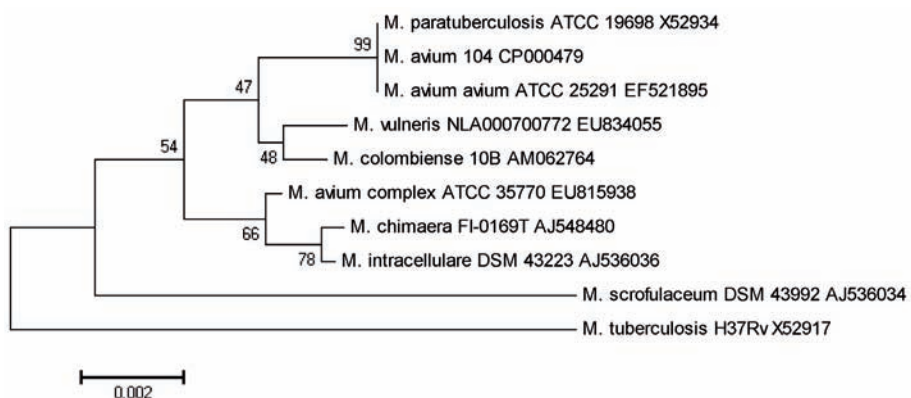 M. paratuberculosis ATCC 19698 X52934
99
M. avium 104 CP000479
47
M. avium avium ATCC 25291 EF521895
M. vulneris NLA000700772 EU834055
54
48
M. colombiense 10B AM062764
M. avium complex ATCC 35770 EU815938
66
M. chimaera FI-0169T AJ548480
78
M. intracellulare DSM 43223 AJ536036
M. scrofulaceum DSM 43992 AJ536034
M. tuberculosis H37Rv X52917
0.002